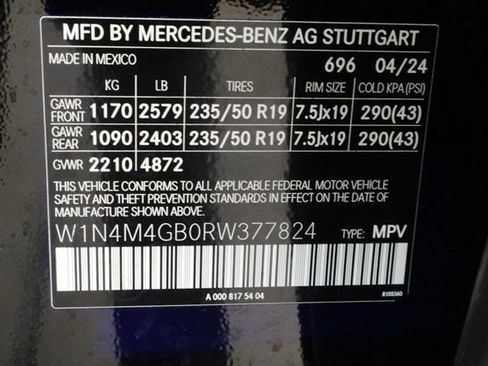 MFD BY MERCEDES-BENZ AG STUTTGART
MADE IN MEXICO 696 04/24
KG LB TIRES RIM SIZE COLD KPA (PSI)
GAWR FRONT 1170 2579 235/50 R19 7.5Jx19 290(43)
GAWR REAR 1090 2403 235/50 R19 7.5Jx19 290(43)
GVWR 2210 4872
THIS VEHICLE CONFORMS TO ALL APPLICABLE FEDERAL MOTOR VEHICLE
SAFETY AND THEFT PREVENTION STANDARDS IN EFFECT ON THE DATE
OF MANUFACTURE SHOWN ABOVE.
W1N4M4GB0RW377824 TYPE: MPV
A 000 817 54 04 8105360